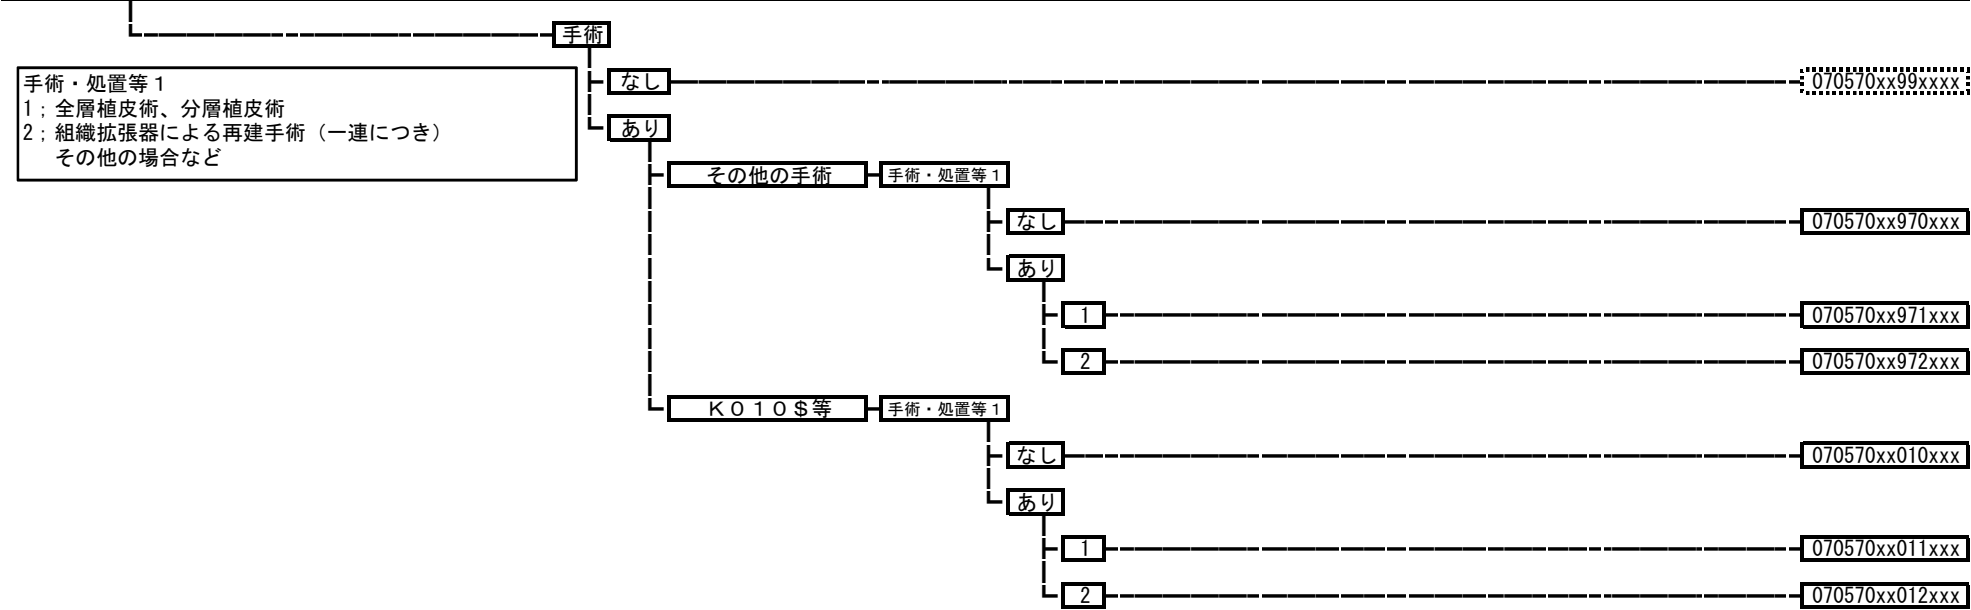 手術
手術・処置等１
1；全層植皮術、分層植皮術
2；組織拡張器による再建手術（一連につき）
その他の場合など
なし
070570xx99xxxx
あり
その他の手術
手術・処置等１
なし
070570xx970xxx
あり
1
070570xx971xxx
2
070570xx972xxx
Ｋ０１０＄等
手術・処置等１
なし
070570xx010xxx
あり
1
070570xx011xxx
2
070570xx012xxx